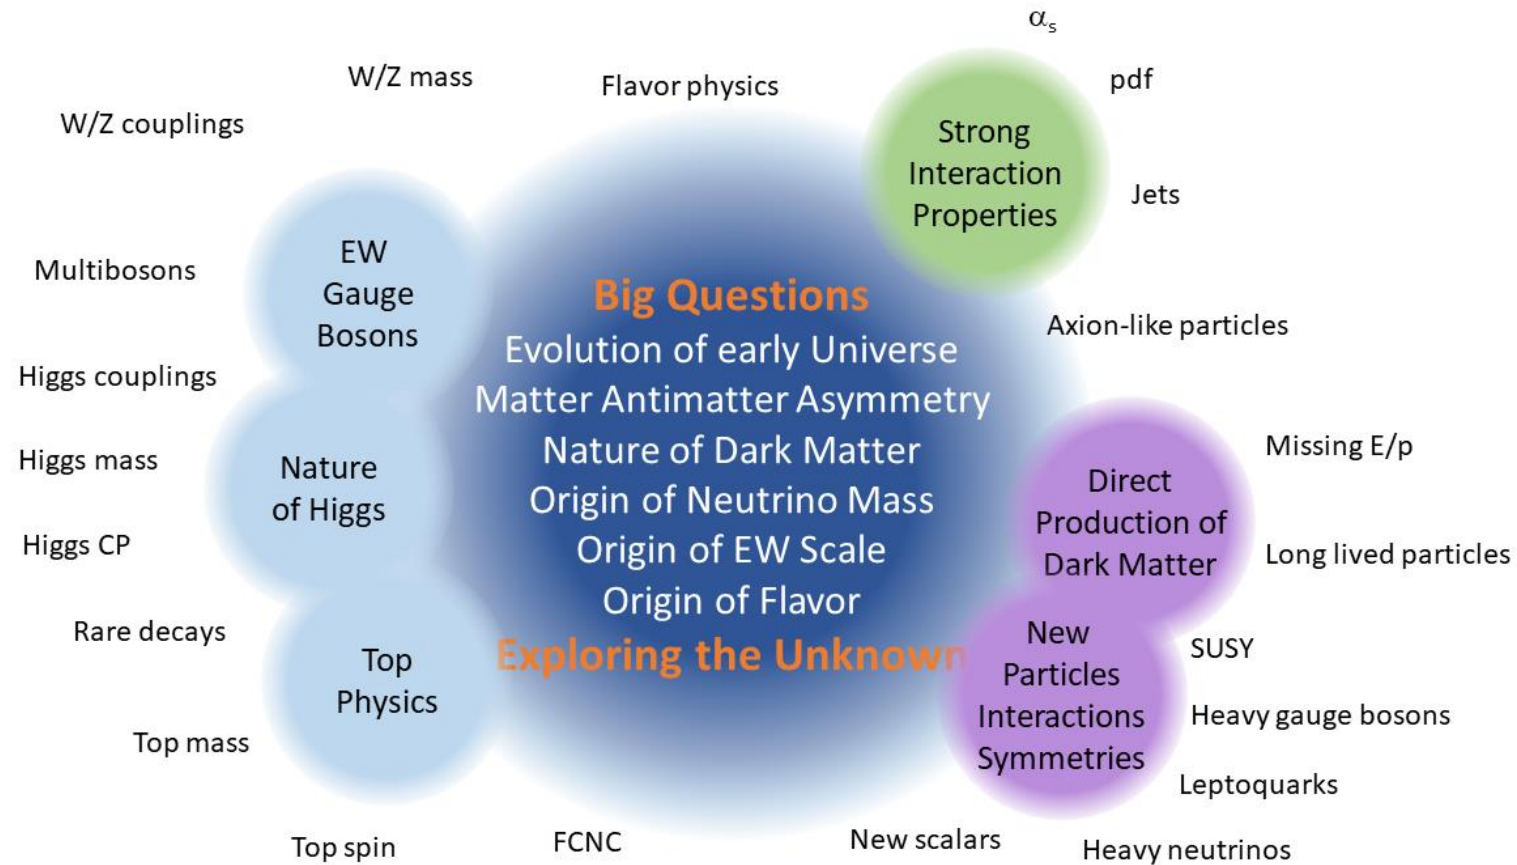 αs
W/Z mass
Flavor physics
pdf
W/Z couplings
Strong
Interaction
Properties
Jets
EW
Gauge
Bosons
Multibosons
Big Questions
Evolution of early Universe
Matter Antimatter Asymmetry
Nature of Dark Matter
Origin of Neutrino Mass
Origin of EW Scale
Origin of Flavor
Exploring the Unknown
Axion-like particles
Higgs couplings
Higgs mass
Nature
of Higgs
Higgs CP
Missing E/p
Direct
Production of
Dark Matter
Long lived particles
Rare decays
Top
Physics
New
Particles
Interactions
Symmetries
SUSY
Heavy gauge bosons
Top mass
Leptoquarks
Top spin
FCNC
New scalars
Heavy neutrinos